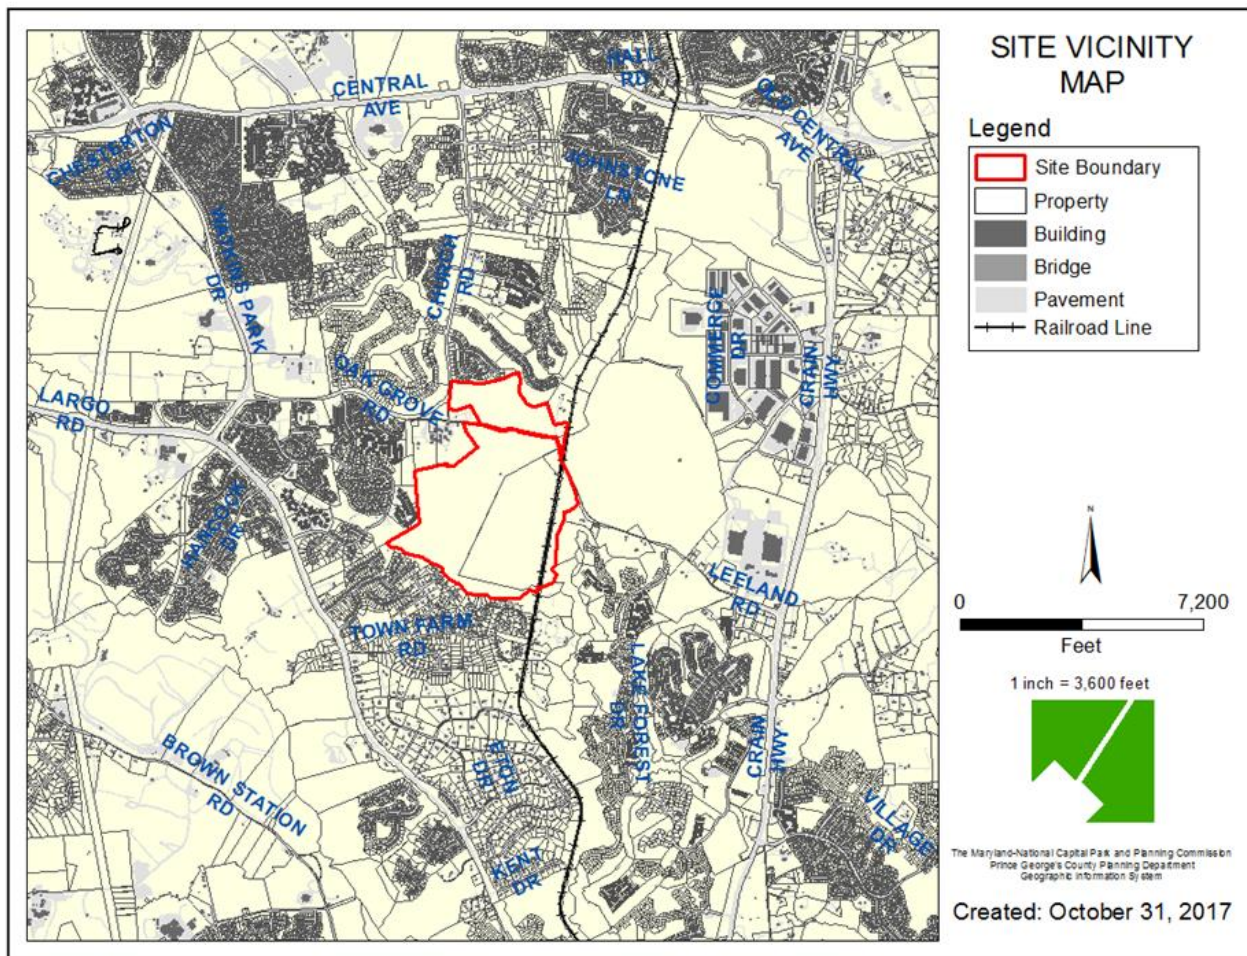 SITE VICINITY
MAP
Legend
Site Boundary
Property
Building
Bridge
Pavement
Railroad Line
N
0 7,200
Feet
1 inch = 3,600 feet
The Maryland-National Capital Park and Planning Commission
Prince George's County Planning Department
Geographic Information System
Created: October 31, 2017
HALL
RD
CENTRAL
AVE
OLD CENTRAL
AVE
CHESTERTON
DR
JOHNSTONE
LN
WATKINS PARK
DR
CHURCH
RD
COMMERCE
DR
CRAIN
HWY
OAK GROVE
RD
LARGO
RD
HANCOCK
DR
LEELAND
RD
TOWN FARM
RD
LAKE FOREST
DR
CRAIN
HWY
BROWN STATION
RD
ETON
DR
VILLAGE
DR
KENT
DR